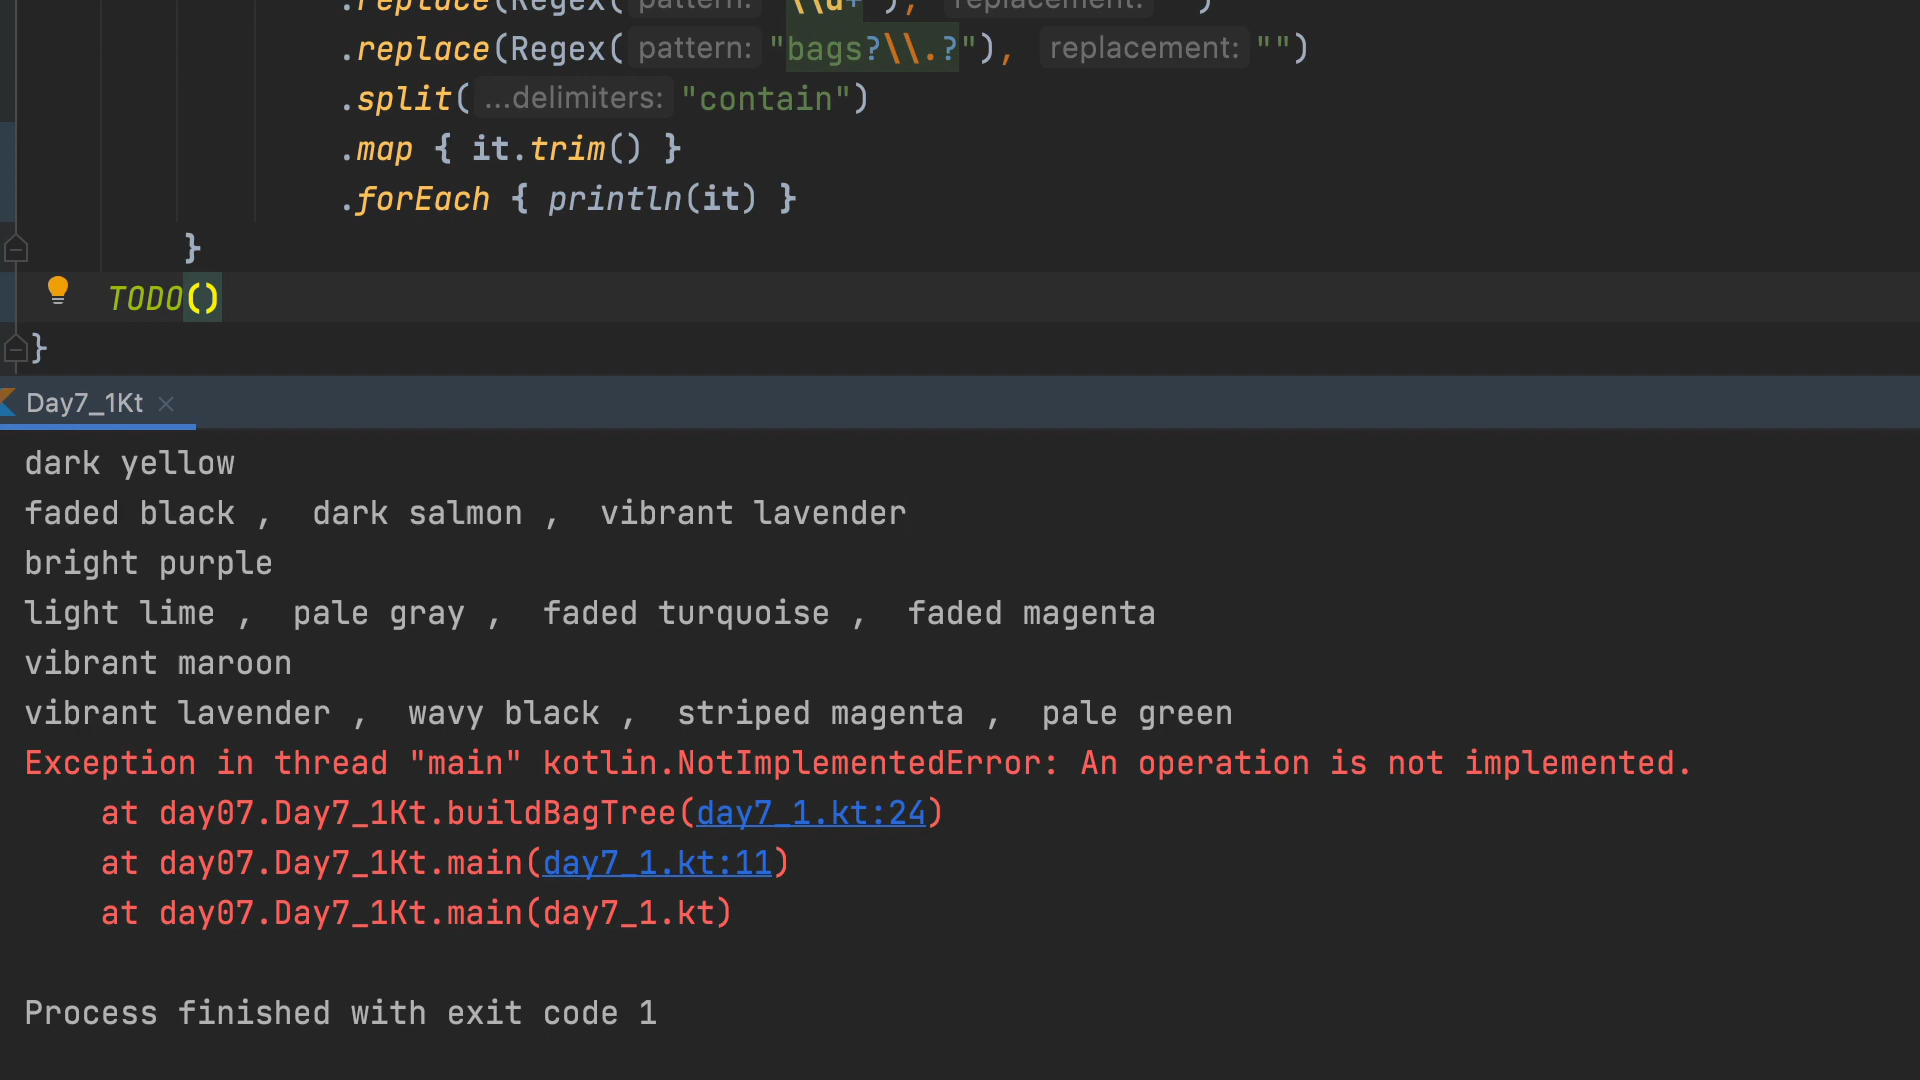 .replace(Regex( pattern: "\\d+"), replacement: "")
.replace(Regex( pattern: "bags?\\.?"), replacement: "")
.split( ...delimiters: "contain")
.map { it.trim() }
.forEach { println(it) }
}
TODO()
}
Day7_1Kt
dark yellow
faded black ,  dark salmon ,  vibrant lavender
bright purple
light lime ,  pale gray ,  faded turquoise ,  faded magenta
vibrant maroon
vibrant lavender ,  wavy black ,  striped magenta ,  pale green
Exception in thread "main" kotlin.NotImplementedError: An operation is not implemented.
at day07.Day7_1Kt.buildBagTree(day7_1.kt:24)
at day07.Day7_1Kt.main(day7_1.kt:11)
at day07.Day7_1Kt.main(day7_1.kt)
Process finished with exit code 1